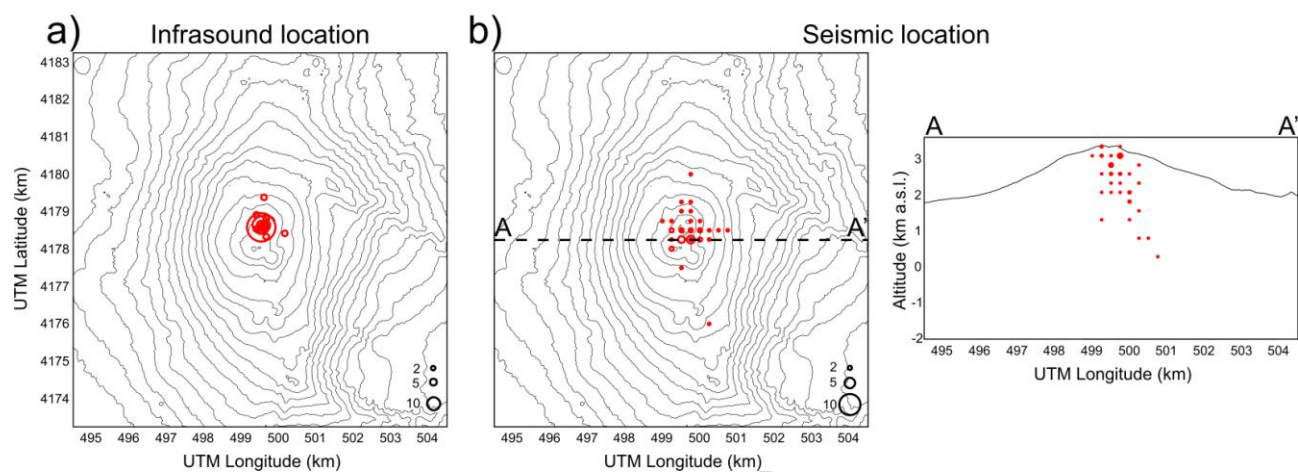 a) Infrasound location
b) Seismic location
UTM Latitude (km)
4183
4182
4181
4180
4179
4178
4177
4176
4175
4174
2
5
10
495 496 497 498 499 500 501 502 503 504
UTM Longitude (km)
A A'
2
5
10
495 496 497 498 499 500 501 502 503 504
UTM Longitude (km)
A A'
Altitude (km a.s.l.)
3
2
1
0
-1
-2
495 496 497 498 499 500 501 502 503 504
UTM Longitude (km)